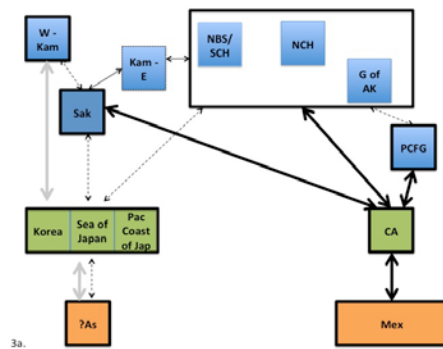 W -
Kam
Kam -
E
NBS/
SCH
NCH
G of
AK
Sak
PCFG
Korea
Sea of
Japan
Pac
Coast
of Jap
CA
?As
Mex
3a.